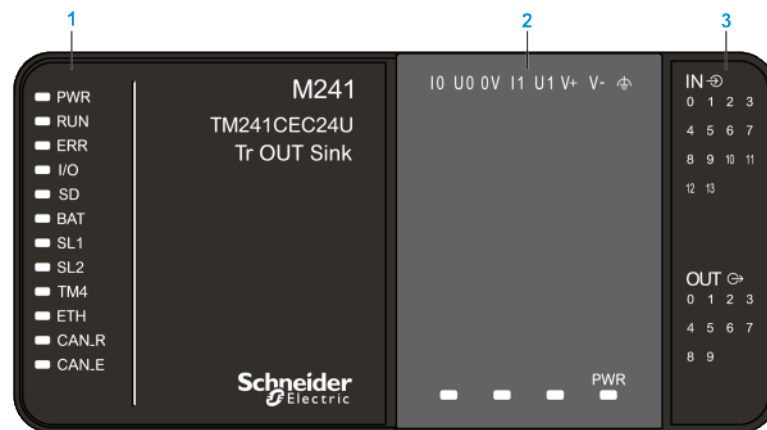 1
2
3
PWR
RUN
ERR
I/O
SD
BAT
SL1
SL2
TM4
ETH
CAN_R
CAN_E
M241
TM241CEC24U
Tr OUT Sink
Schneider
Electric
I0 U0 0V I1 U1 V+ V-
PWR
IN
0 1 2 3
4 5 6 7
8 9 10 11
12 13
OUT
0 1 2 3
4 5 6 7
8 9